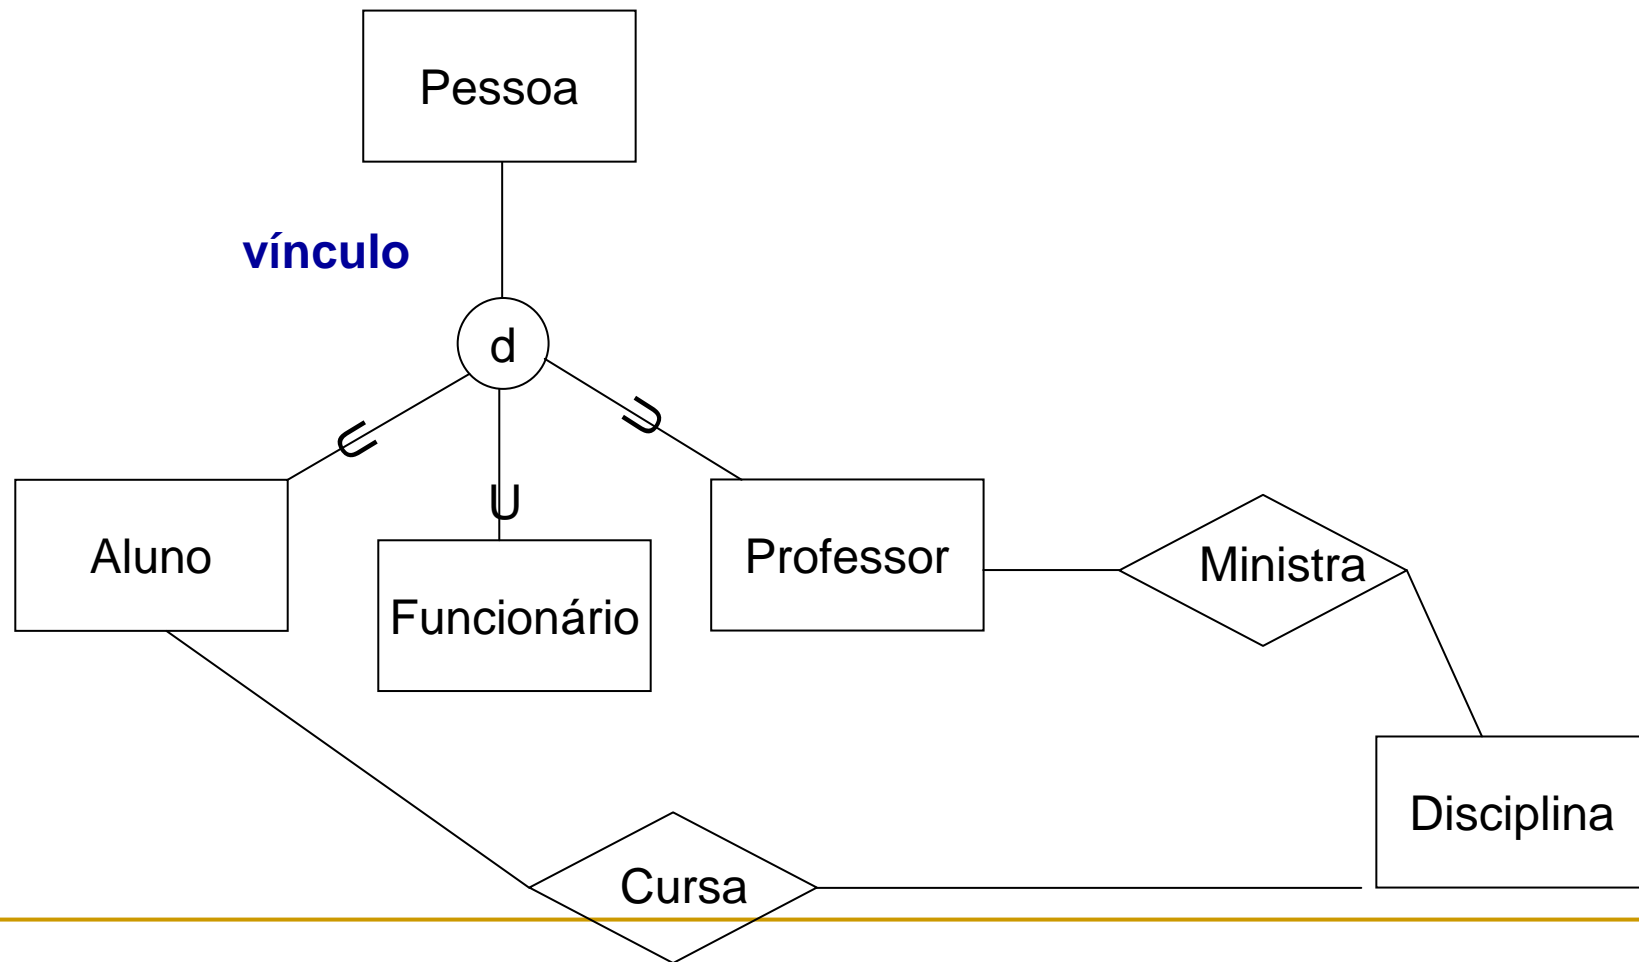 Pessoa
vínculo
d
U
U
U
Aluno
Funcionário
Professor
Ministra
Disciplina
Cursa